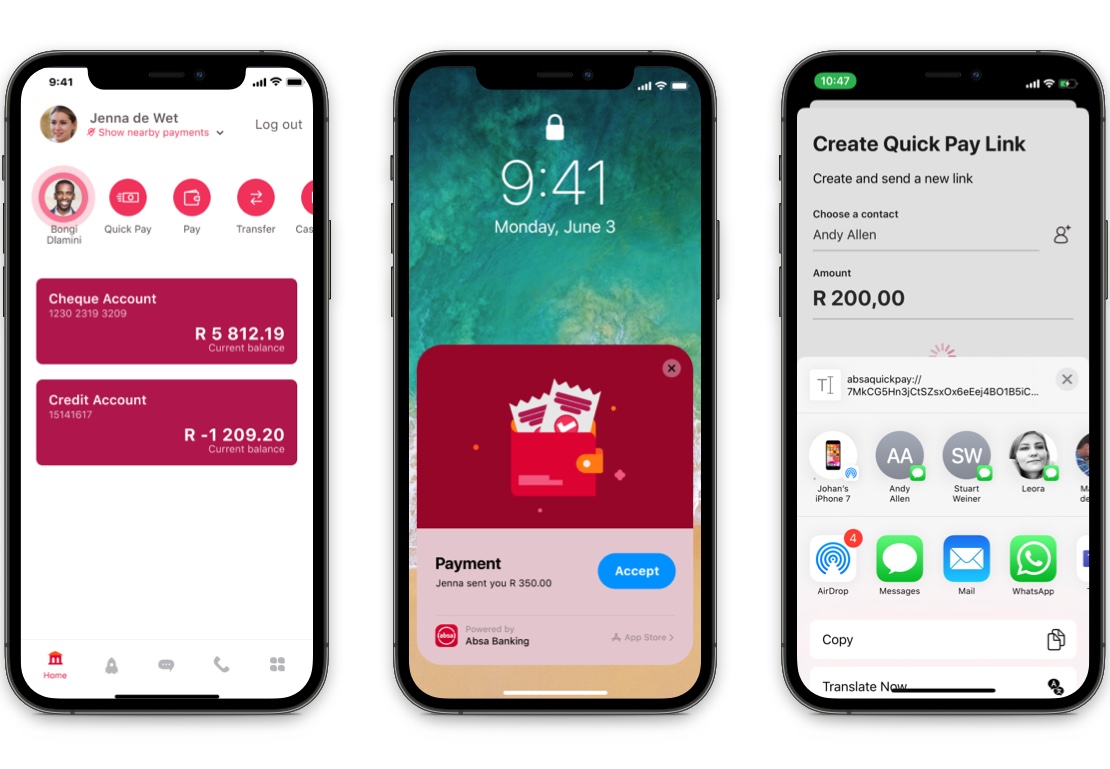 9:41
Jenna de Wet
Show nearby payments
Log out
Bongi
Dlamini
Quick Pay
Pay
Transfer
Cas
Cheque Account
1230 2319 3209
R 5 812.19
Current balance
Credit Account
15141617
R -1 209.20
Current balance
Home
9:41
Monday, June 3
Payment
Jenna sent you R 350.00
Accept
absa
Powered by
Absa Banking
App Store
10:47
Create Quick Pay Link
Create and send a new link
Choose a contact
Andy Allen
Amount
R 200,00
absaquickpay://
7MkCG5Hn3jCtSZsxOx6eEej4BO1B5iC...
Johan's
iPhone 7
AA
Andy
Allen
SW
Stuart
Weiner
Leora
Ma
de
4
AirDrop
Messages
Mail
WhatsApp
Copy
Translate Now